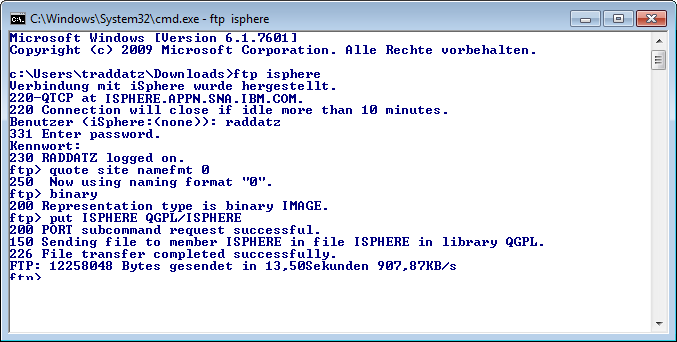 C:\Windows\System32\cmd.exe - ftp  isphere
Microsoft Windows [Version 6.1.7601]
Copyright (c) 2009 Microsoft Corporation. Alle Rechte vorbehalten.
c:\Users\traddatz\Downloads>ftp isphere
Verbindung mit iSphere wurde hergestellt.
220-QTCP at ISPHERE.APPN.SNA.IBM.COM.
220 Connection will close if idle more than 10 minutes.
Benutzer (iSphere:(none)): raddatz
331 Enter password.
Kennwort:
230 RADDATZ logged on.
ftp> quote site namefmt 0
250  Now using naming format "0".
ftp> binary
200 Representation type is binary IMAGE.
ftp> put ISPHERE QGPL/ISPHERE
200 PORT subcommand request successful.
150 Sending file to member ISPHERE in file ISPHERE in library QGPL.
226 File transfer completed successfully.
FTP: 12258048 Bytes gesendet in 13,50Sekunden 907,87KB/s
ftp>